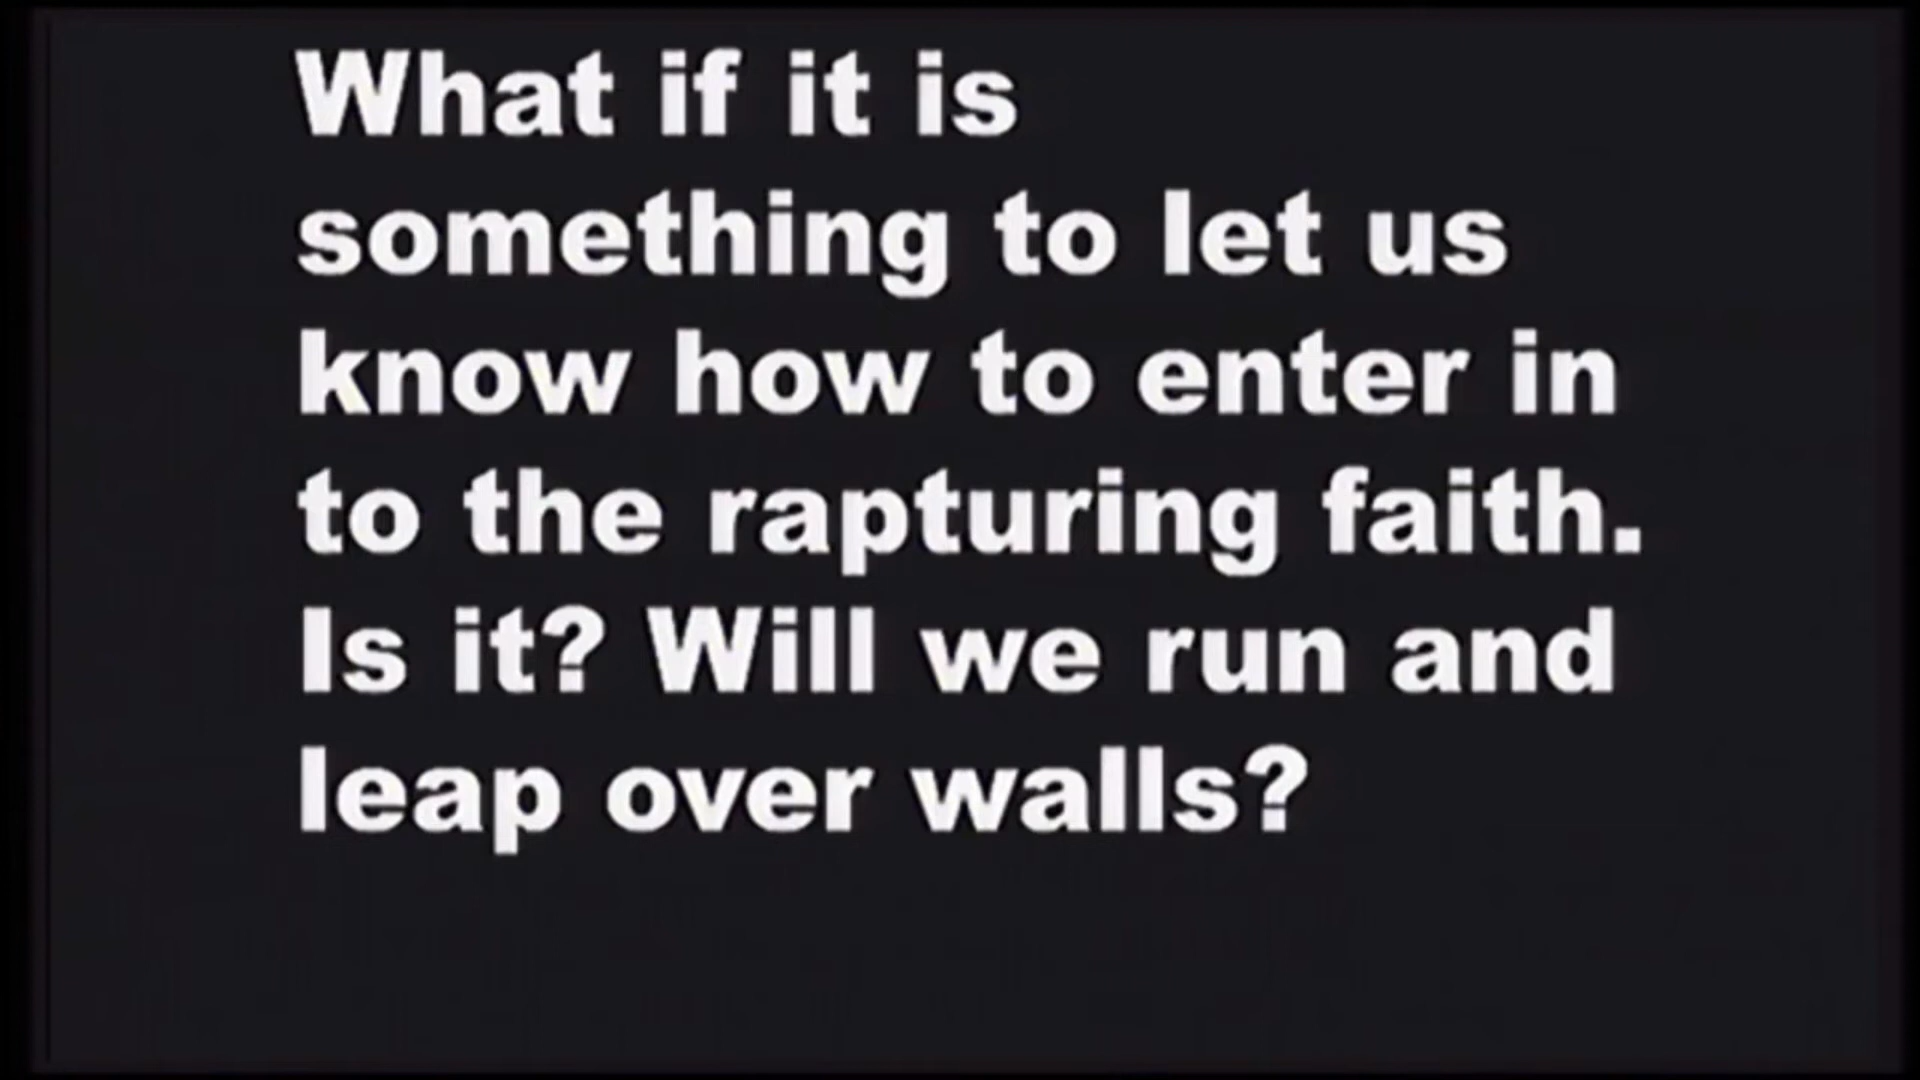 What if it is
something to let us
know how to enter in
to the rapturing faith.
Is it? Will we run and
leap over walls?